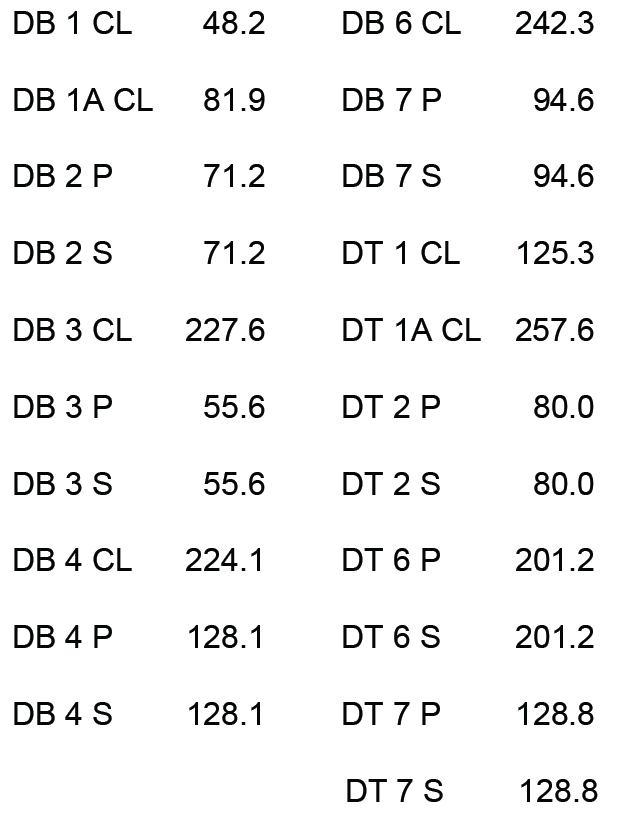 DB 1 CL 48.2 DB 6 CL 242.3
DB 1A CL 81.9 DB 7 P 94.6
DB 2 P 71.2 DB 7 S 94.6
DB 2 S 71.2 DT 1 CL 125.3
DB 3 CL 227.6 DT 1A CL 257.6
DB 3 P 55.6 DT 2 P 80.0
DB 3 S 55.6 DT 2 S 80.0
DB 4 CL 224.1 DT 6 P 201.2
DB 4 P 128.1 DT 6 S 201.2
DB 4 S 128.1 DT 7 P 128.8
DT 7 S 128.8